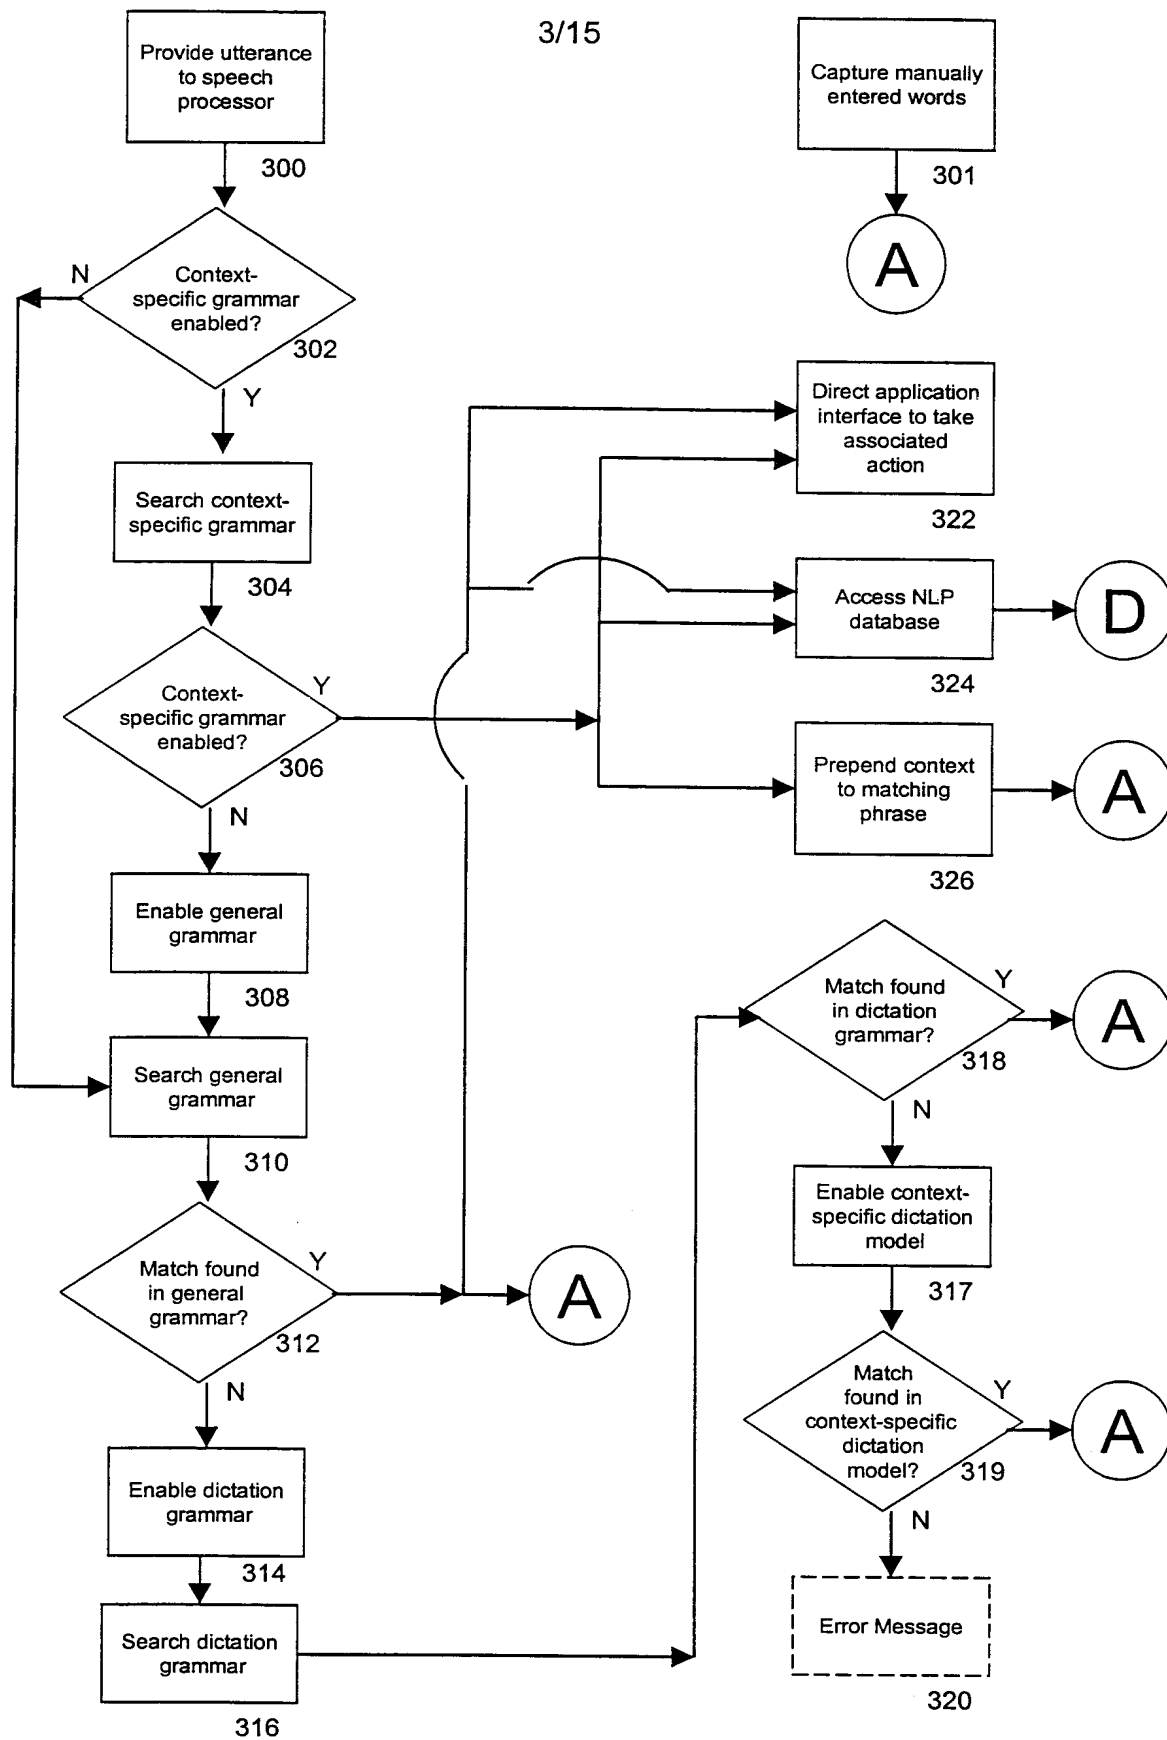 3/15
Provide utterance
to speech
processor
300
Capture manually
entered words
301
A
N
Context-
specific grammar
enabled?
302
Y
Search context-
specific grammar
304
Context-
specific grammar
enabled?
306
Y
N
Enable general
grammar
308
Search general
grammar
310
Match found
in general
grammar?
312
Y
A
N
Enable dictation
grammar
314
Search dictation
grammar
316
Direct application
interface to take
associated
action
322
Access NLP
database
324
D
Prepend context
to matching
phrase
326
A
Match found
in dictation
grammar?
318
Y
A
N
Enable context-
specific dictation
model
317
Match
found in
context-specific
dictation
model?
319
Y
A
N
Error Message
320